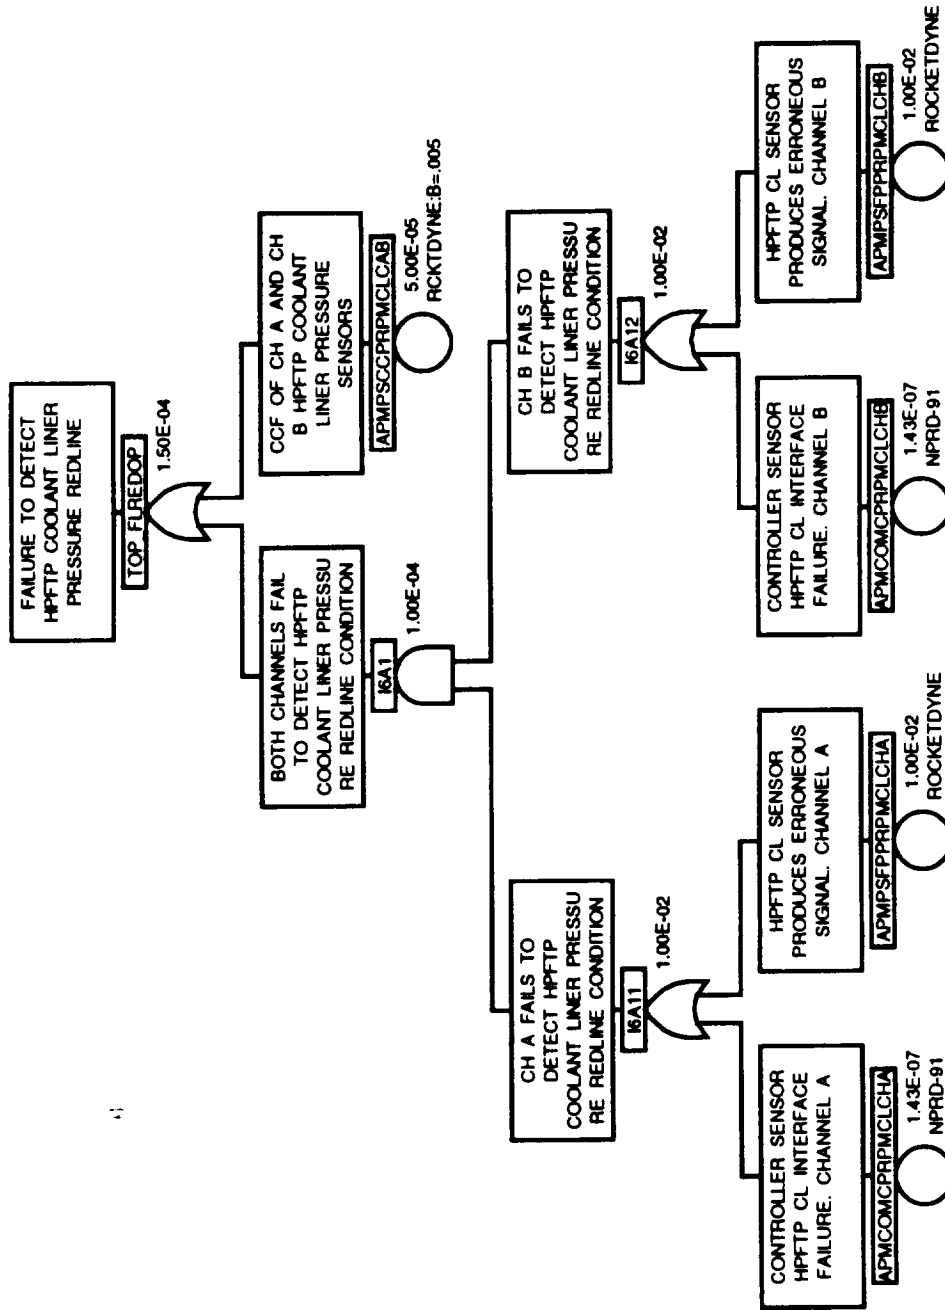 FAILURE TO DETECT
HPFTP COOLANT LINER
PRESSURE REDLINE
TOP_FLREDOP
1.50E-04
BOTH CHANNELS FAIL
TO DETECT HPFTP
COOLANT LINER PRESSU
RE REDLINE CONDITION
I6A1
1.00E-04
CCF OF CH A AND CH
B HPFTP COOLANT
LINER PRESSURE
SENSORS
APMPSCCPRPMCLCAB
5.00E-05
RCKTDYNE:B=.005
CH A FAILS TO
DETECT HPFTP
COOLANT LINER PRESSU
RE REDLINE CONDITION
I6A11
1.00E-02
CH B FAILS TO
DETECT HPFTP
COOLANT LINER PRESSU
RE REDLINE CONDITION
I6A12
1.00E-02
CONTROLLER SENSOR
HPFTP CL INTERFACE
FAILURE. CHANNEL A
APMCOMCPRPMCLCHA
1.43E-07
NPRD-91
HPFTP CL SENSOR
PRODUCES ERRONEOUS
SIGNAL. CHANNEL A
APMPSFPPRPMCLCHA
1.00E-02
ROCKETDYNE
CONTROLLER SENSOR
HPFTP CL INTERFACE
FAILURE. CHANNEL B
APMCOMCPRPMCLCHB
1.43E-07
NPRD-91
HPFTP CL SENSOR
PRODUCES ERRONEOUS
SIGNAL. CHANNEL B
APMPSFPPRPMCLCHB
1.00E-02
ROCKETDYNE